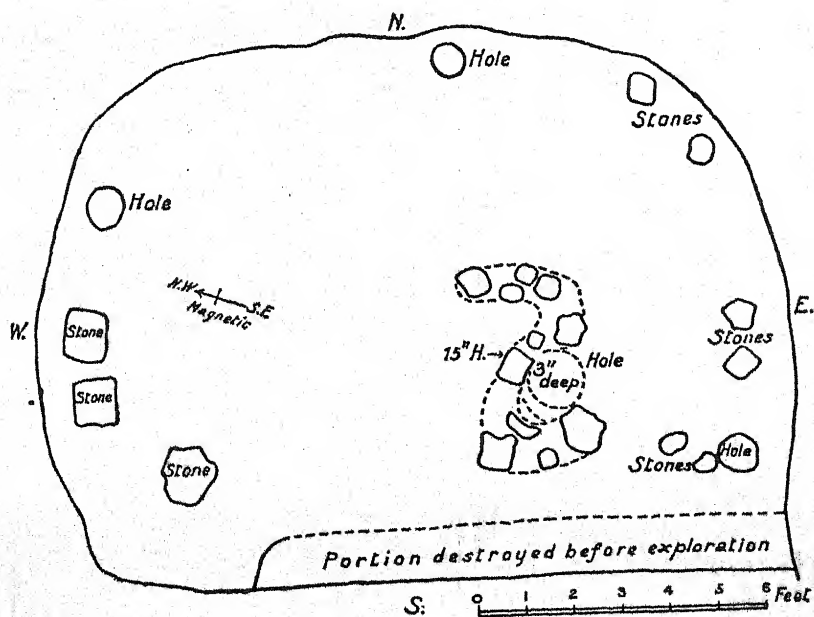 N.
Hole
Stones
Hole
N.W. S.E.
Magnetic
W.
Stone
E.
Stones
15" H.
Hole
3"
deep
Stone
Stone
Stones
Hole
Portion destroyed before exploration
S.
0 1 2 3 4 5 6 Feet